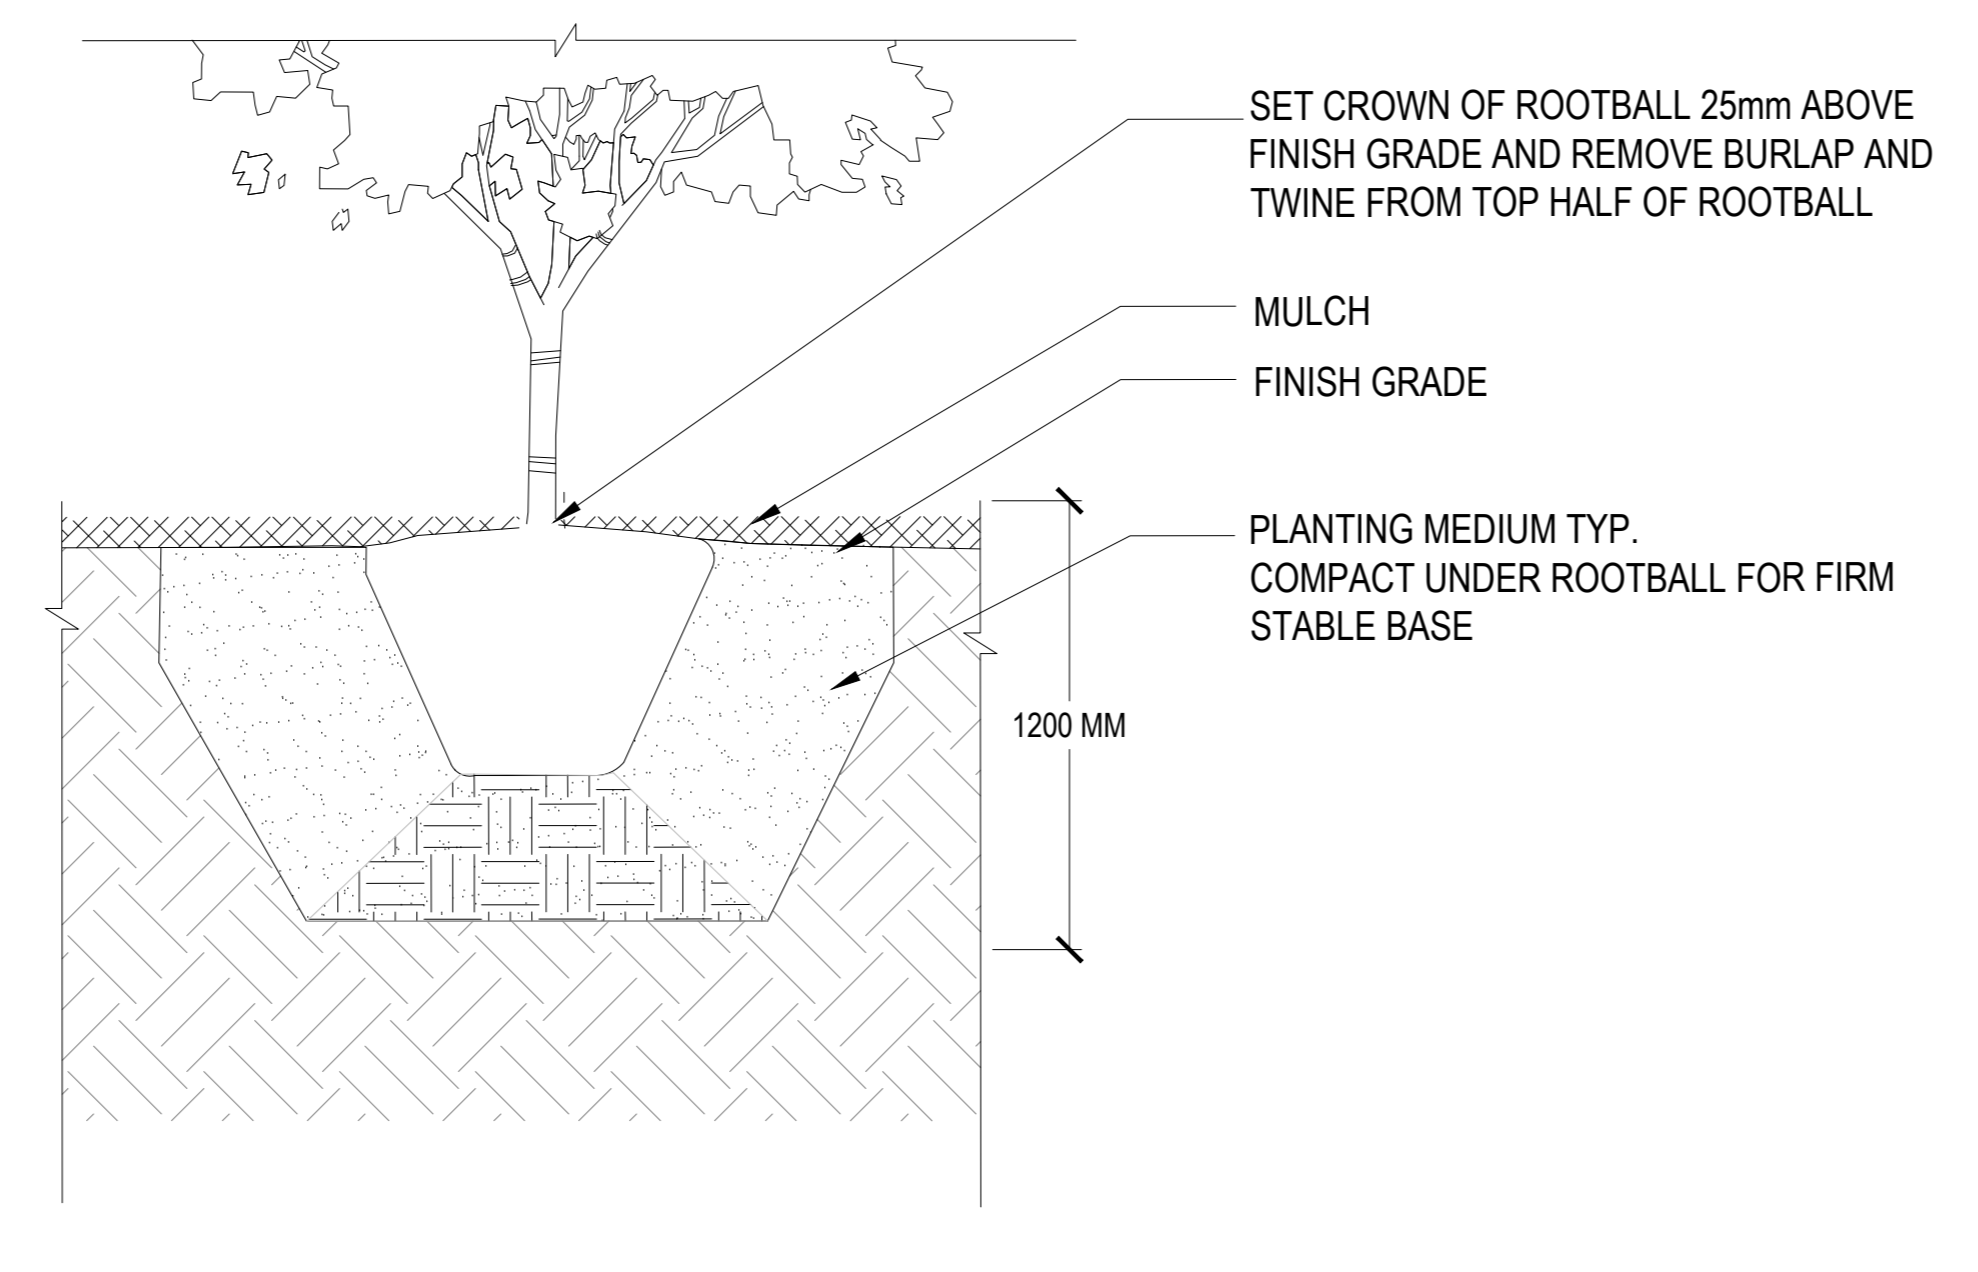 SET CROWN OF ROOTBALL 25mm ABOVE
FINISH GRADE AND REMOVE BURLAP AND
TWINE FROM TOP HALF OF ROOTBALL
MULCH
FINISH GRADE
PLANTING MEDIUM TYP.
COMPACT UNDER ROOTBALL FOR FIRM
STABLE BASE
1200 MM